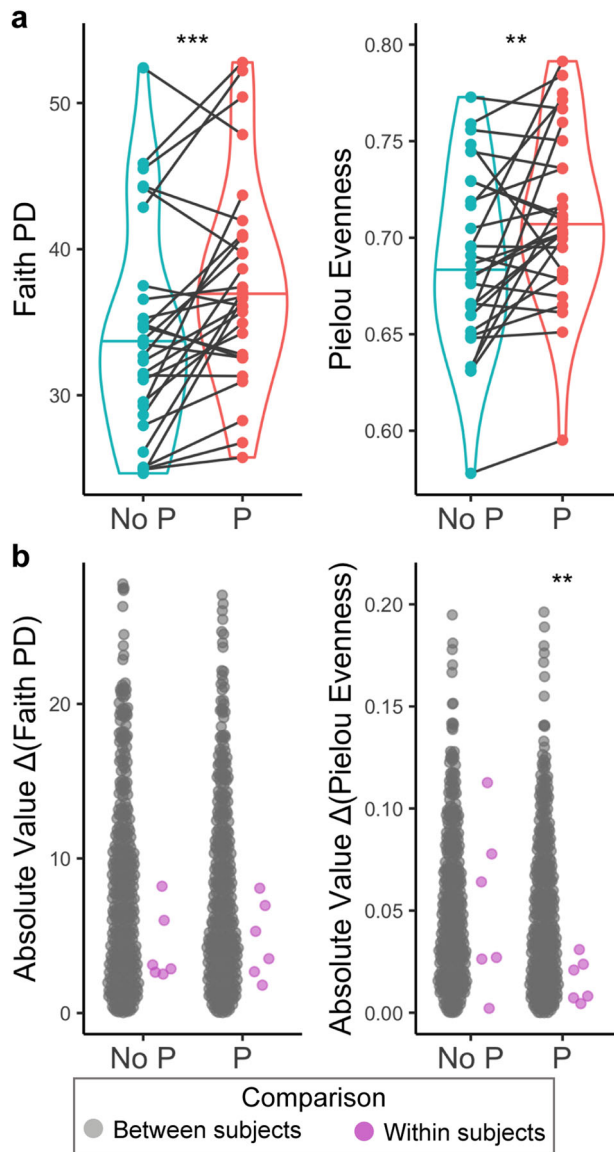 a
***
**
Faith PD
50
40
30
No P
P
Pielou Evenness
0.80
0.75
0.70
0.65
0.60
No P
P
b
**
Absolute Value Δ(Faith PD)
20
10
0
No P
P
Absolute Value Δ(Pielou Evenness)
0.20
0.15
0.10
0.05
0.00
No P
P
Comparison
Between subjects
Within subjects